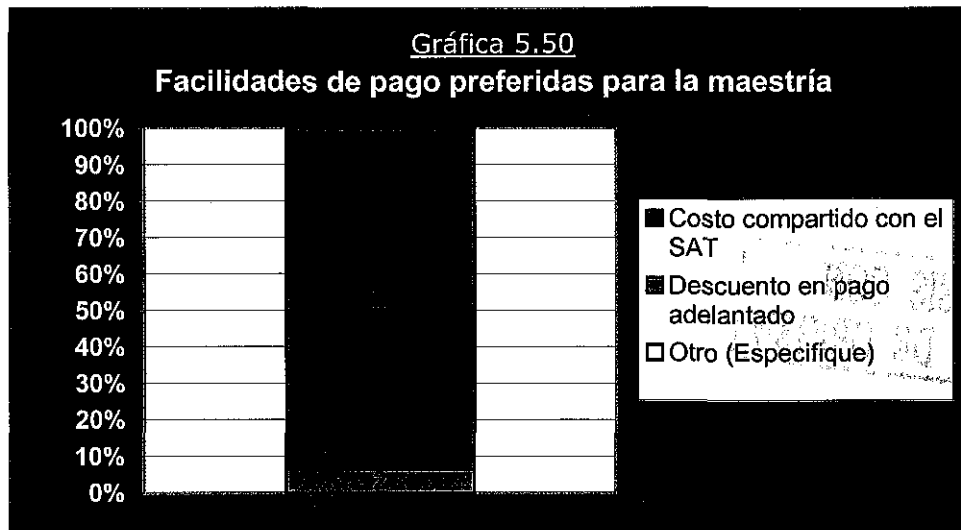 Gráfica 5.50
Facilidades de pago preferidas para la maestría
100%
90%
80%
70%
60%
50%
40%
30%
20%
10%
0%
Costo compartido con el
SAT
Descuento en pago
adelantado
Otro (Especifique)